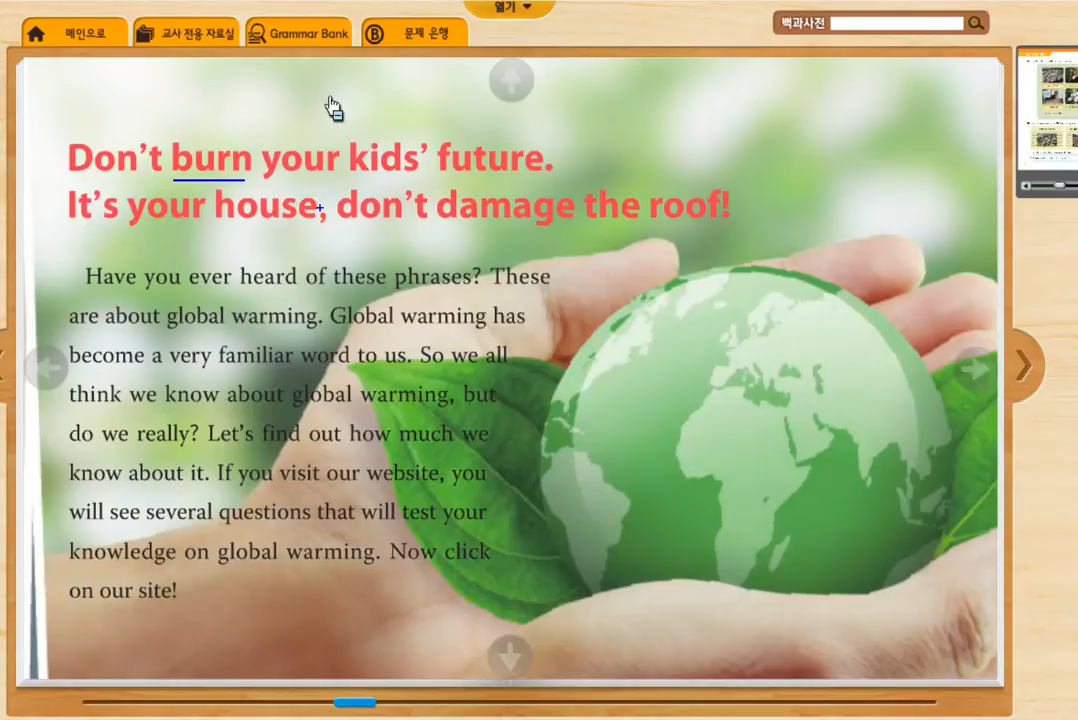 열기
메인으로
교사 전용 자료실
Grammar Bank
B
문제 은행
백과사전
Don't burn your kids' future.
It's your house, don't damage the roof!
Have you ever heard of these phrases? These
are about global warming. Global warming has
become a very familiar word to us. So we all
think we know about global warming, but
do we really? Let's find out how much we
know about it. If you visit our website, you
will see several questions that will test your
knowledge on global warming. Now click
on our site!